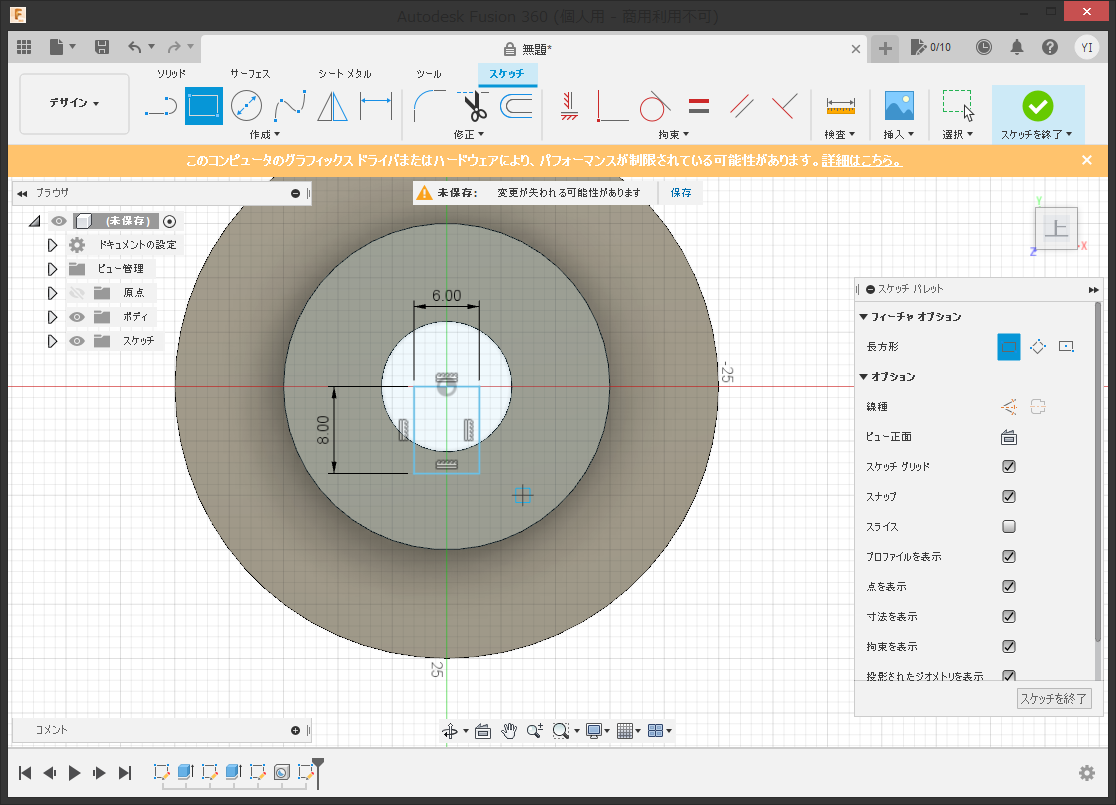 Autodesk Fusion 360 (個人用 - 商用利用不可)
無題*
0/10
YI
デザイン
ソリッド
サーフェス
シート メタル
ツール
スケッチ
作成
修正
拘束
検査
挿入
選択
スケッチを終了
このコンピュータのグラフィックス ドライバまたはハードウェアにより、パフォーマンスが制限されている可能性があります。詳細はこちら。
ブラウザ
未保存:
変更が失われる可能性があります
保存
(未保存)
ドキュメントの設定
ビュー管理
原点
ボディ
スケッチ
Y
上
Z
X
6.00
8.00
-25
25
スケッチ パレット
フィーチャ オプション
長方形
オプション
線種
ビュー正面
スケッチ グリッド
スナップ
スライス
プロファイルを表示
点を表示
寸法を表示
拘束を表示
投影されたジオメトリを表示
スケッチを終了
コメント